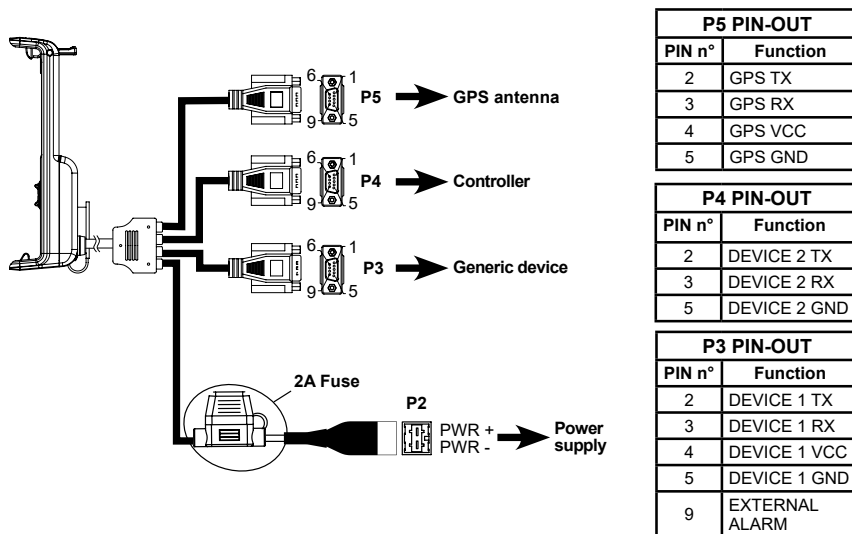 6
1
P5
GPS antenna
9
5
6
1
P4
Controller
9
5
6
1
P3
Generic device
9
5
2A Fuse
P2
PWR +
PWR -
Power
supply
P5 PIN-OUT
PIN n° Function
2 GPS TX
3 GPS RX
4 GPS VCC
5 GPS GND
P4 PIN-OUT
PIN n° Function
2 DEVICE 2 TX
3 DEVICE 2 RX
5 DEVICE 2 GND
P3 PIN-OUT
PIN n° Function
2 DEVICE 1 TX
3 DEVICE 1 RX
4 DEVICE 1 VCC
5 DEVICE 1 GND
9 EXTERNAL
ALARM